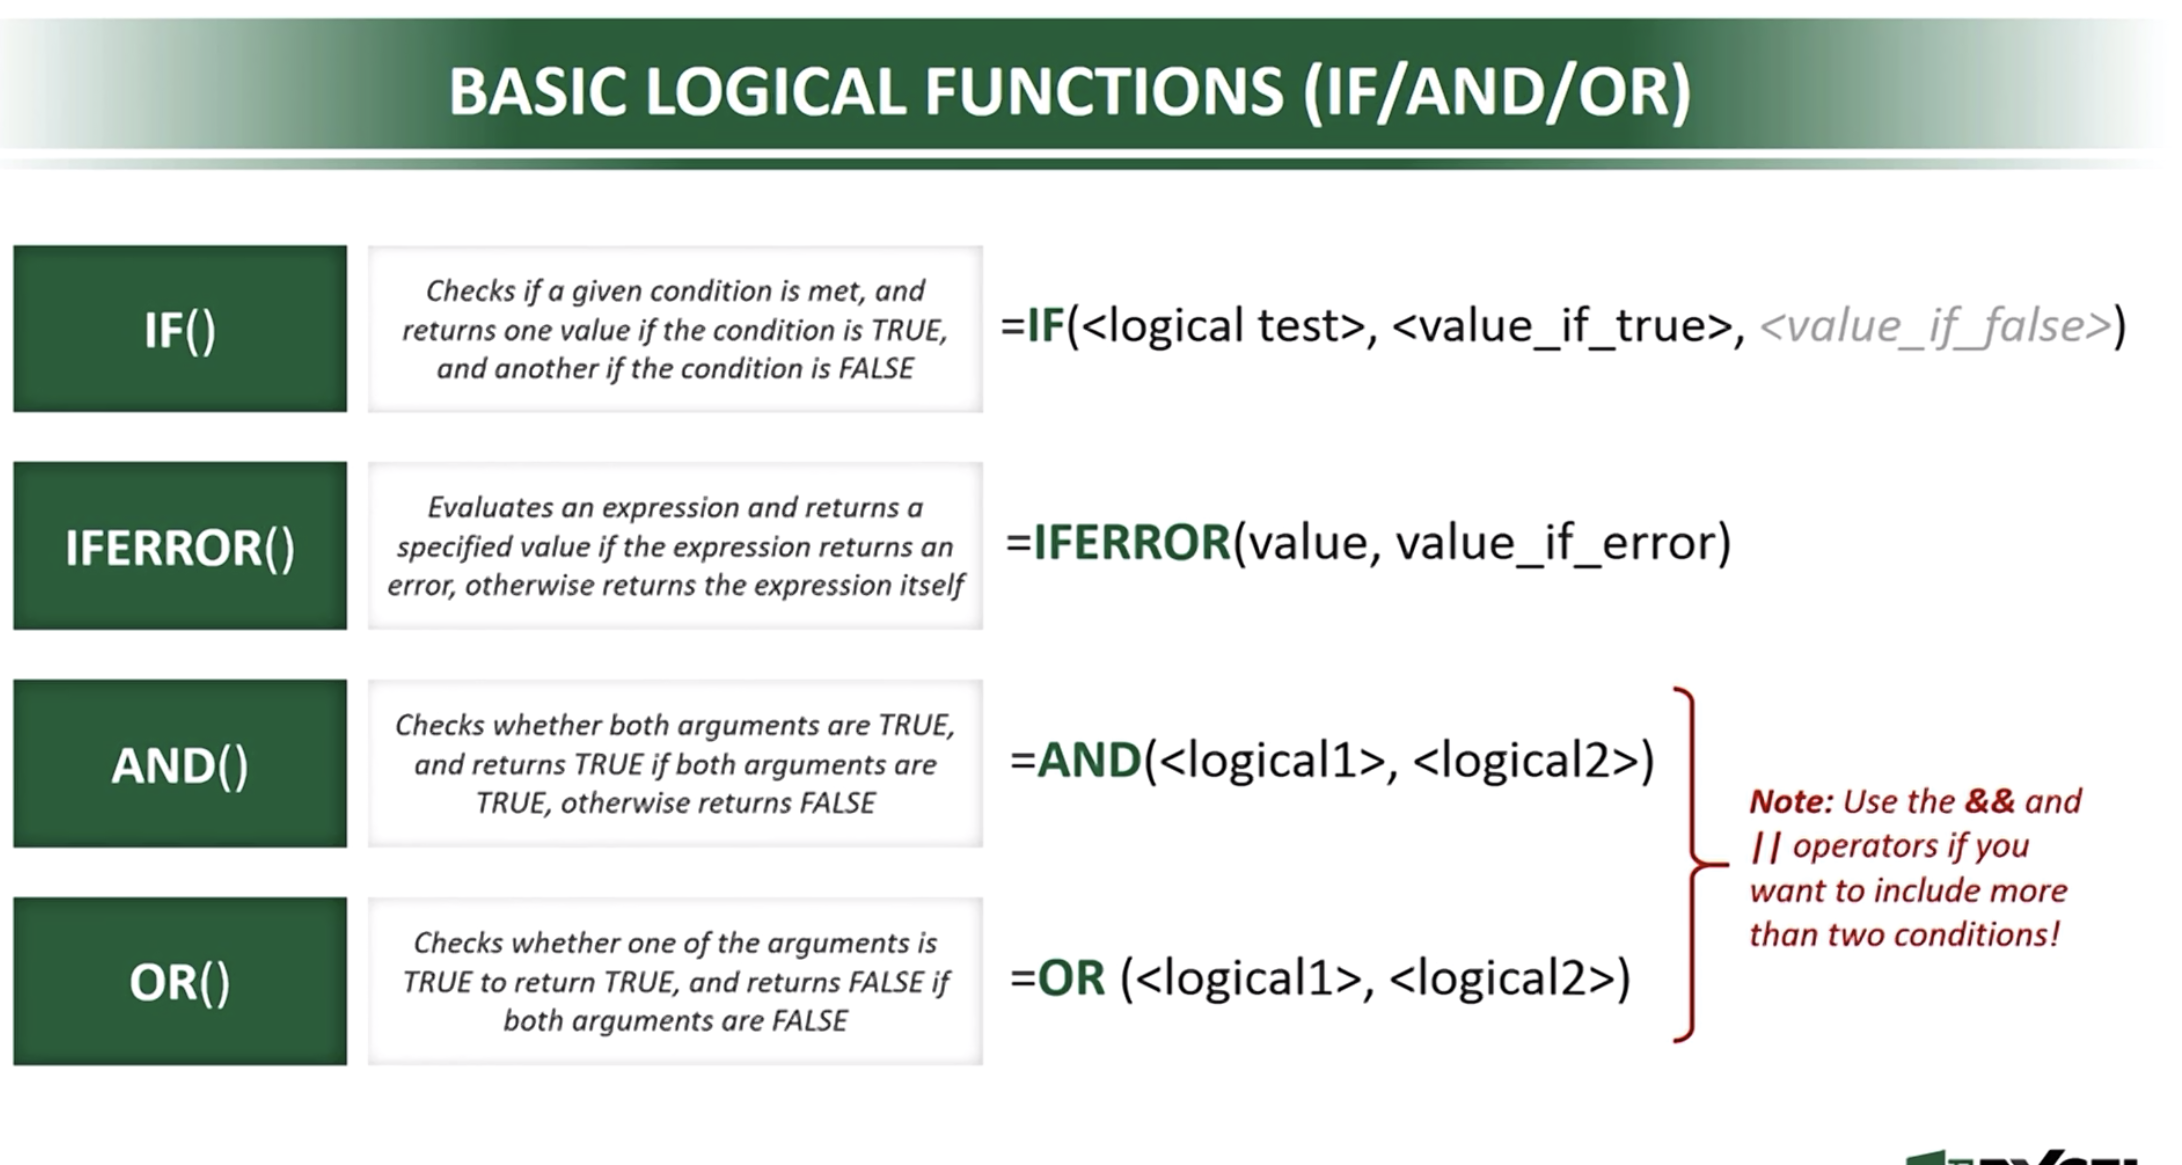 BASIC LOGICAL FUNCTIONS (IF/AND/OR)
IF()
Checks if a given condition is met, and
returns one value if the condition is TRUE,
and another if the condition is FALSE
=IF(<logical test>, <value_if_true>, <value_if_false>)
IFERROR()
Evaluates an expression and returns a
specified value if the expression returns an
error, otherwise returns the expression itself
=IFERROR(value, value_if_error)
AND()
Checks whether both arguments are TRUE,
and returns TRUE if both arguments are
TRUE, otherwise returns FALSE
=AND(<logical1>, <logical2>)
OR()
Checks whether one of the arguments is
TRUE to return TRUE, and returns FALSE if
both arguments are FALSE
=OR (<logical1>, <logical2>)
Note: Use the && and
|| operators if you
want to include more
than two conditions!